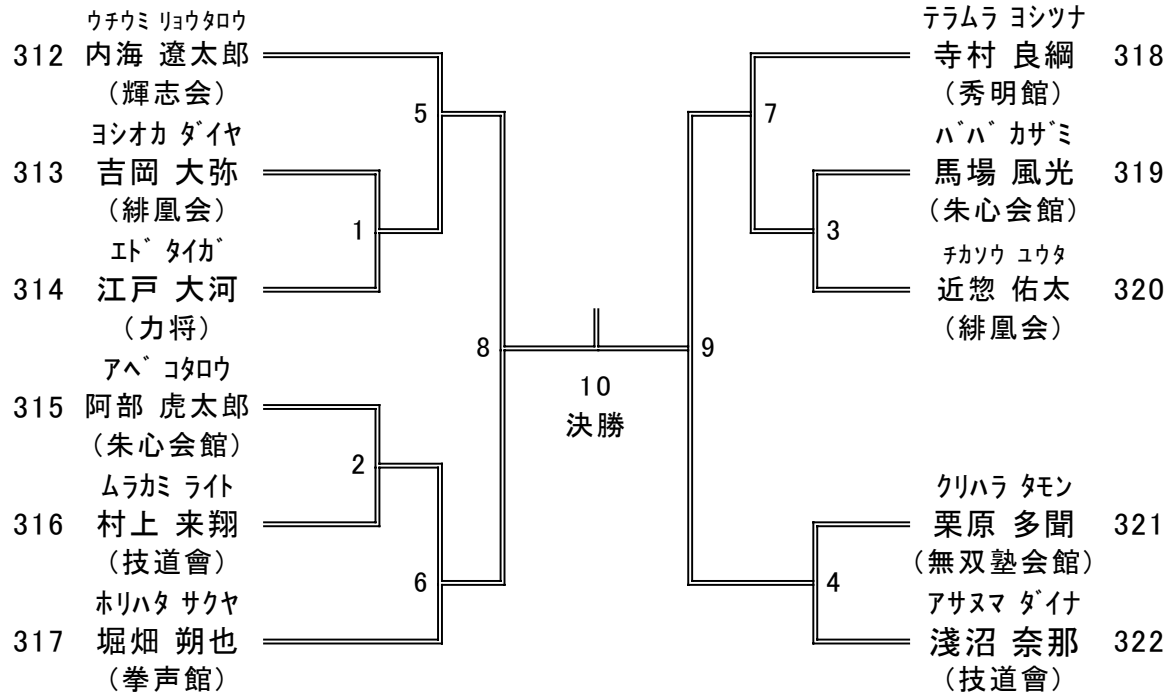 ウチウミ リョウタロウ
312 内海 遼太郎
(輝志会)
5
ヨシオカ ダイヤ
313 吉岡 大弥
(緋凰会)
1
エド タイガ
314 江戸 大河
(力将)
8
アベ コタロウ
315 阿部 虎太郎
(朱心会館)
2
ムラカミ ライト
316 村上 来翔
(技道會)
6
ホリハタ サクヤ
317 堀畑 朔也
(拳声館)
10
決勝
テラムラ ヨシツナ
寺村 良綱 318
(秀明館)
7
ババ カザミ
馬場 風光 319
(朱心会館)
3
チカソウ ユウタ
近惣 佑太 320
(緋凰会)
9
クリハラ タモン
栗原 多聞 321
(無双塾会館)
4
アサヌマ ダイナ
淺沼 奈那 322
(技道會)